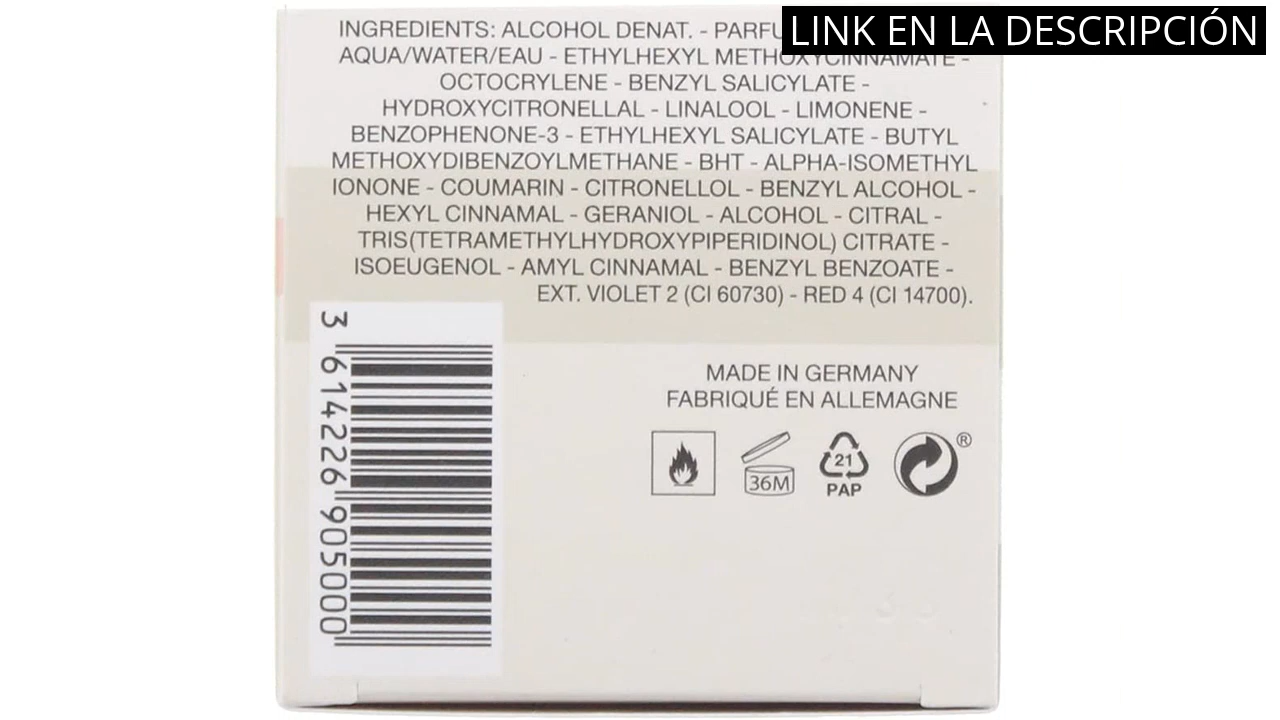 LINK EN LA DESCRIPCIÓN
INGREDIENTS: ALCOHOL DENAT. -
AQUA/WATER/EAU - ETHYLHEXYL METHOXYCINNAMATE -
OCTOCRYLENE - BENZYL SALICYLATE -
HYDROXYCITRONELLAL - LINALOOL - LIMONENE -
BENZOPHENONE-3 - ETHYLHEXYL SALICYLATE - BUTYL
METHOXYDIBENZOYLMETHANE - BHT - ALPHA-ISOMETHYL
IONONE - COUMARIN - CITRONELLOL - BENZYL ALCOHOL -
HEXYL CINNAMAL - GERANIOL - ALCOHOL - CITRAL -
TRIS(TETRAMETHYLHYDROXYPIPERIDINOL) CITRATE -
ISOEUGENOL - AMYL CINNAMAL - BENZYL BENZOATE -
EXT. VIOLET 2 (CI 60730) - RED 4 (CI 14700).
3 614226 905000
MADE IN GERMANY
FABRIQUÉ EN ALLEMAGNE
36M
21
PAP
®